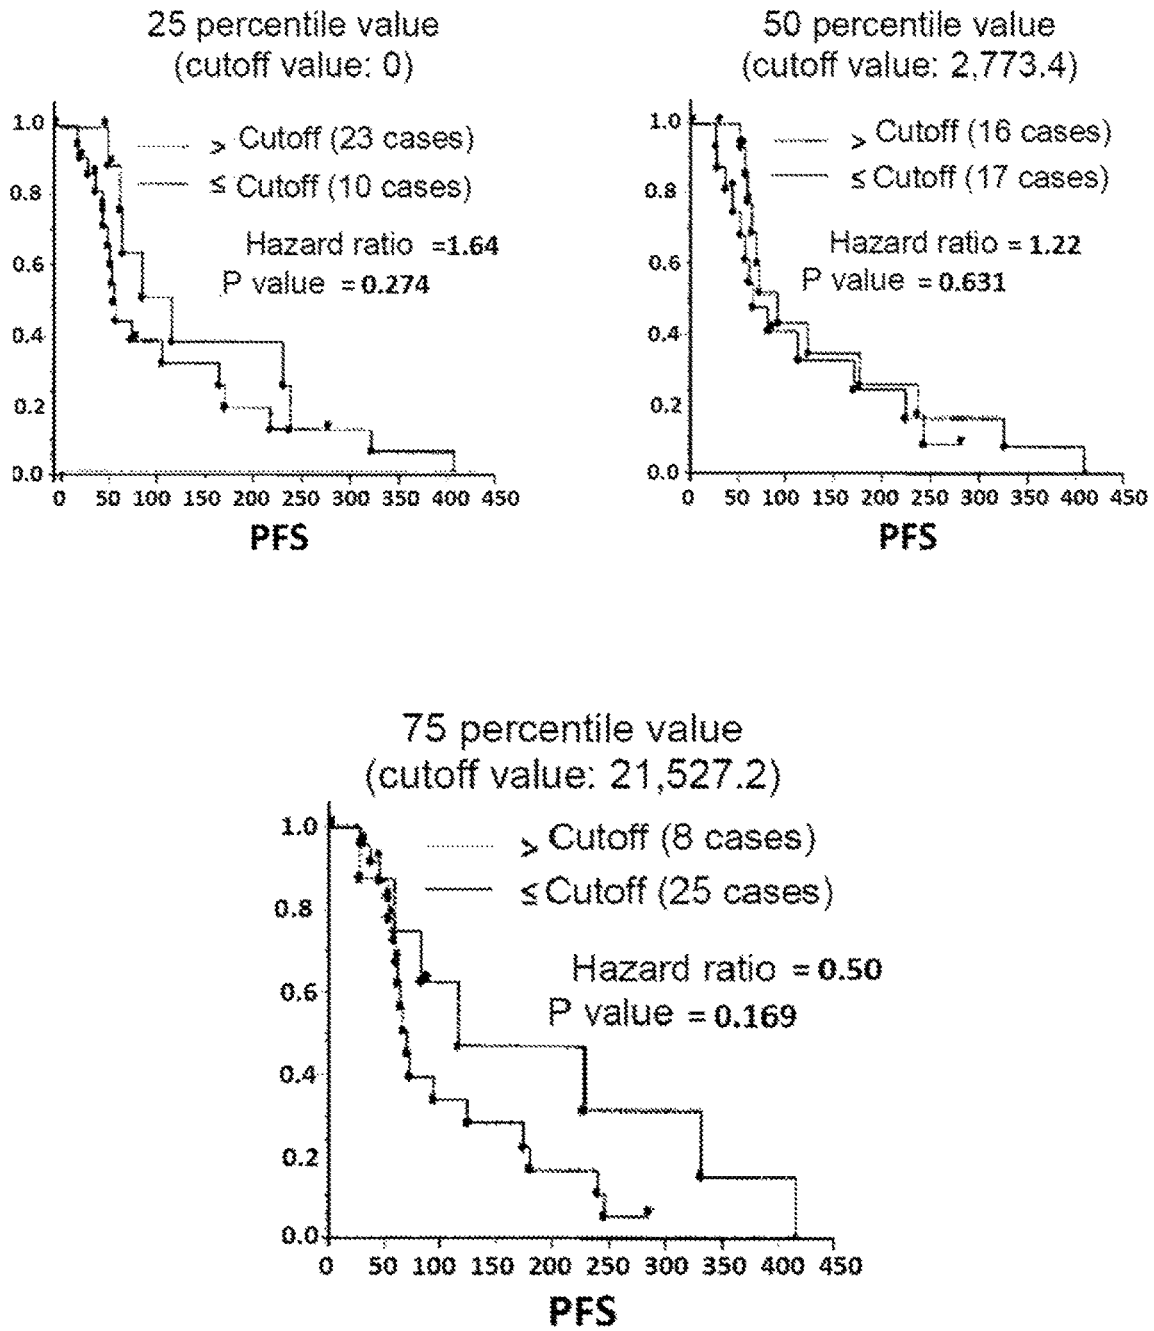 25 percentile value
(cutoff value: 0)
1.0
0.8
0.6
0.4
0.2
0.0
> Cutoff (23 cases)
≤ Cutoff (10 cases)
Hazard ratio =1.64
P value = 0.274
0 50 100 150 200 250 300 350 400 450
PFS
50 percentile value
(cutoff value: 2,773.4)
1.0
0.8
0.6
0.4
0.2
0.0
> Cutoff (16 cases)
≤ Cutoff (17 cases)
Hazard ratio = 1.22
P value = 0.631
0 50 100 150 200 250 300 350 400 450
PFS
75 percentile value
(cutoff value: 21,527.2)
1.0
0.8
0.6
0.4
0.2
0.0
> Cutoff (8 cases)
≤ Cutoff (25 cases)
Hazard ratio = 0.50
P value = 0.169
0 50 100 150 200 250 300 350 400 450
PFS